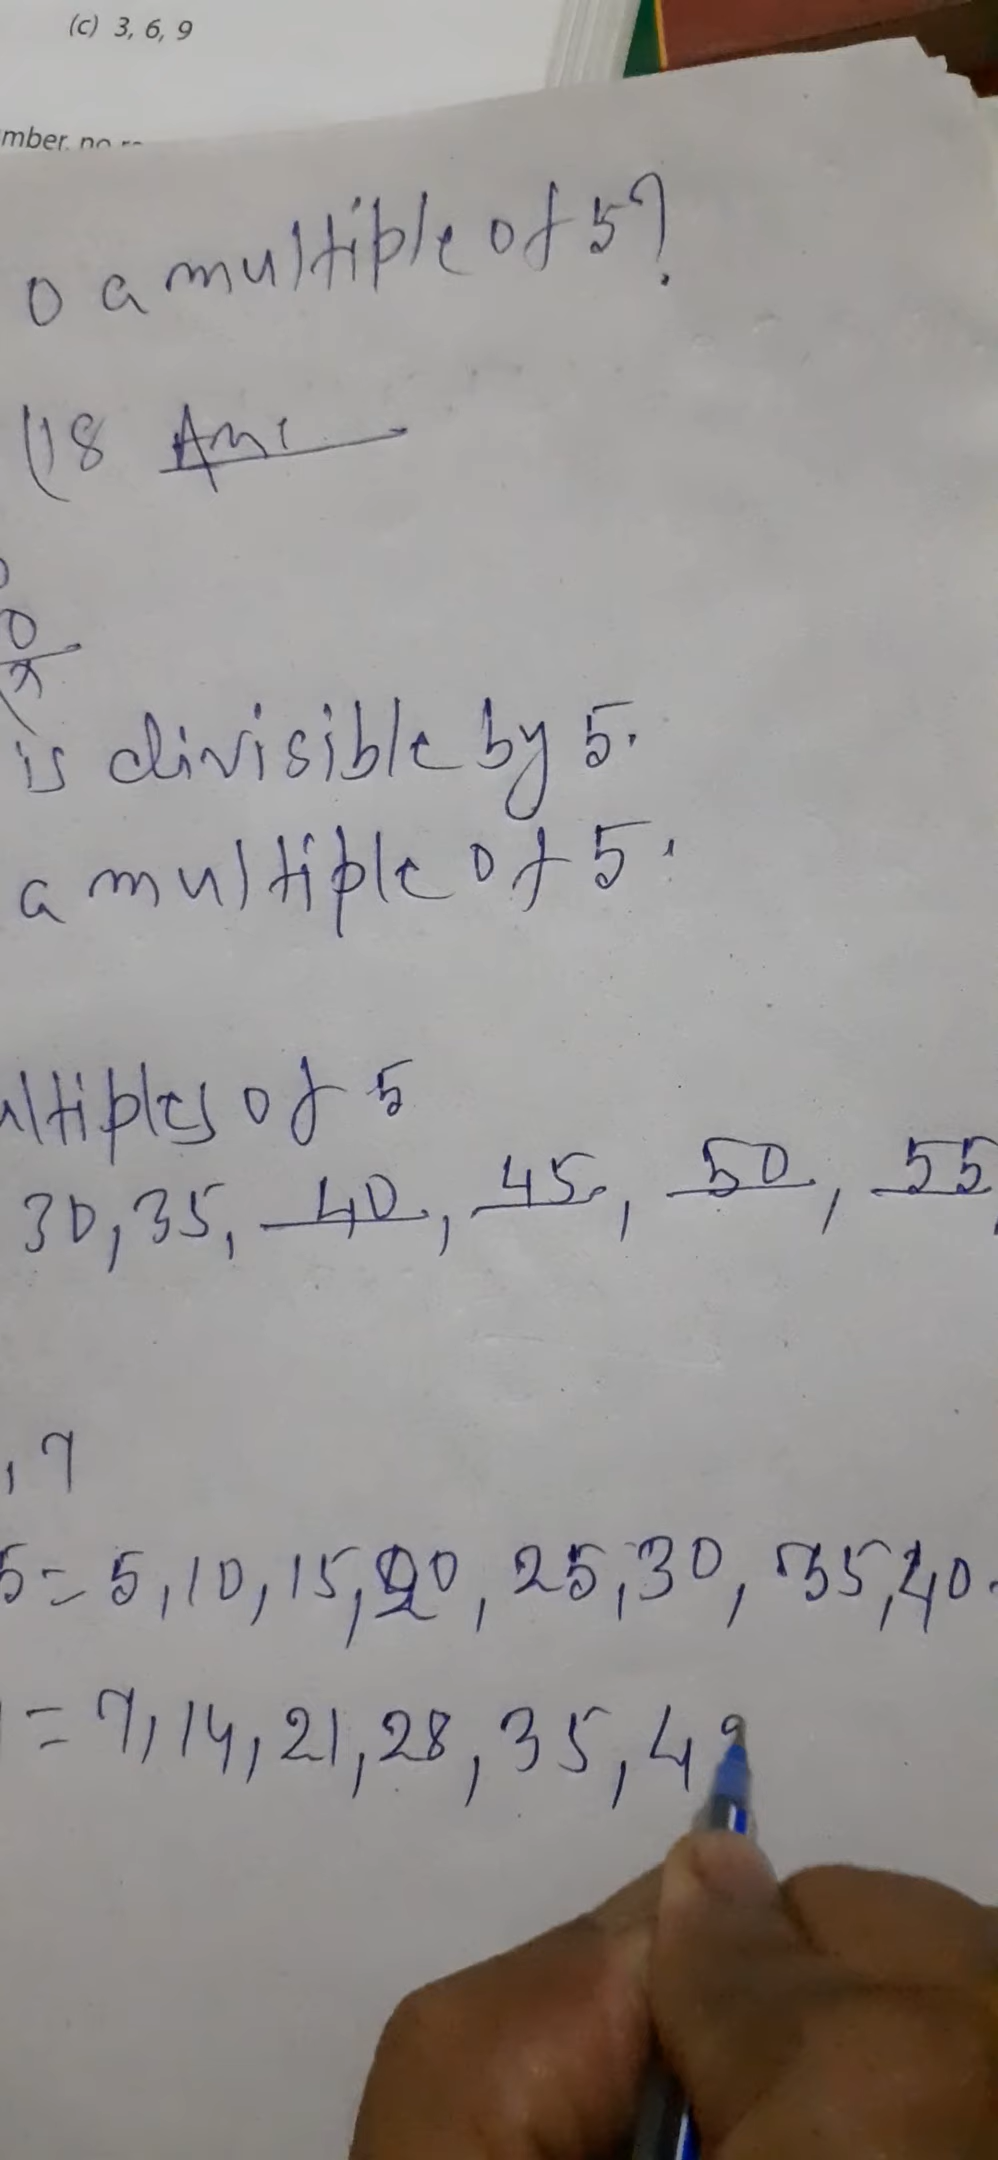 (c) 3, 6, 9
mber. no
0 a multiple of 5?
18 Ans
0
is divisible by 5.
a multiple of 5.
ultiples of 5
30, 35, 40, 45, 50, 55,
, 7
5 = 5, 10, 15, 20, 25, 30, 35, 40
= 7, 14, 21, 28, 35, 4